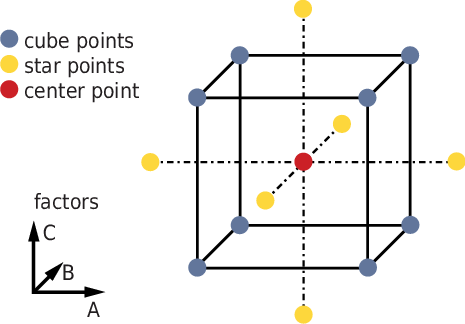 cube points
star points
center point
factors
C
B
A